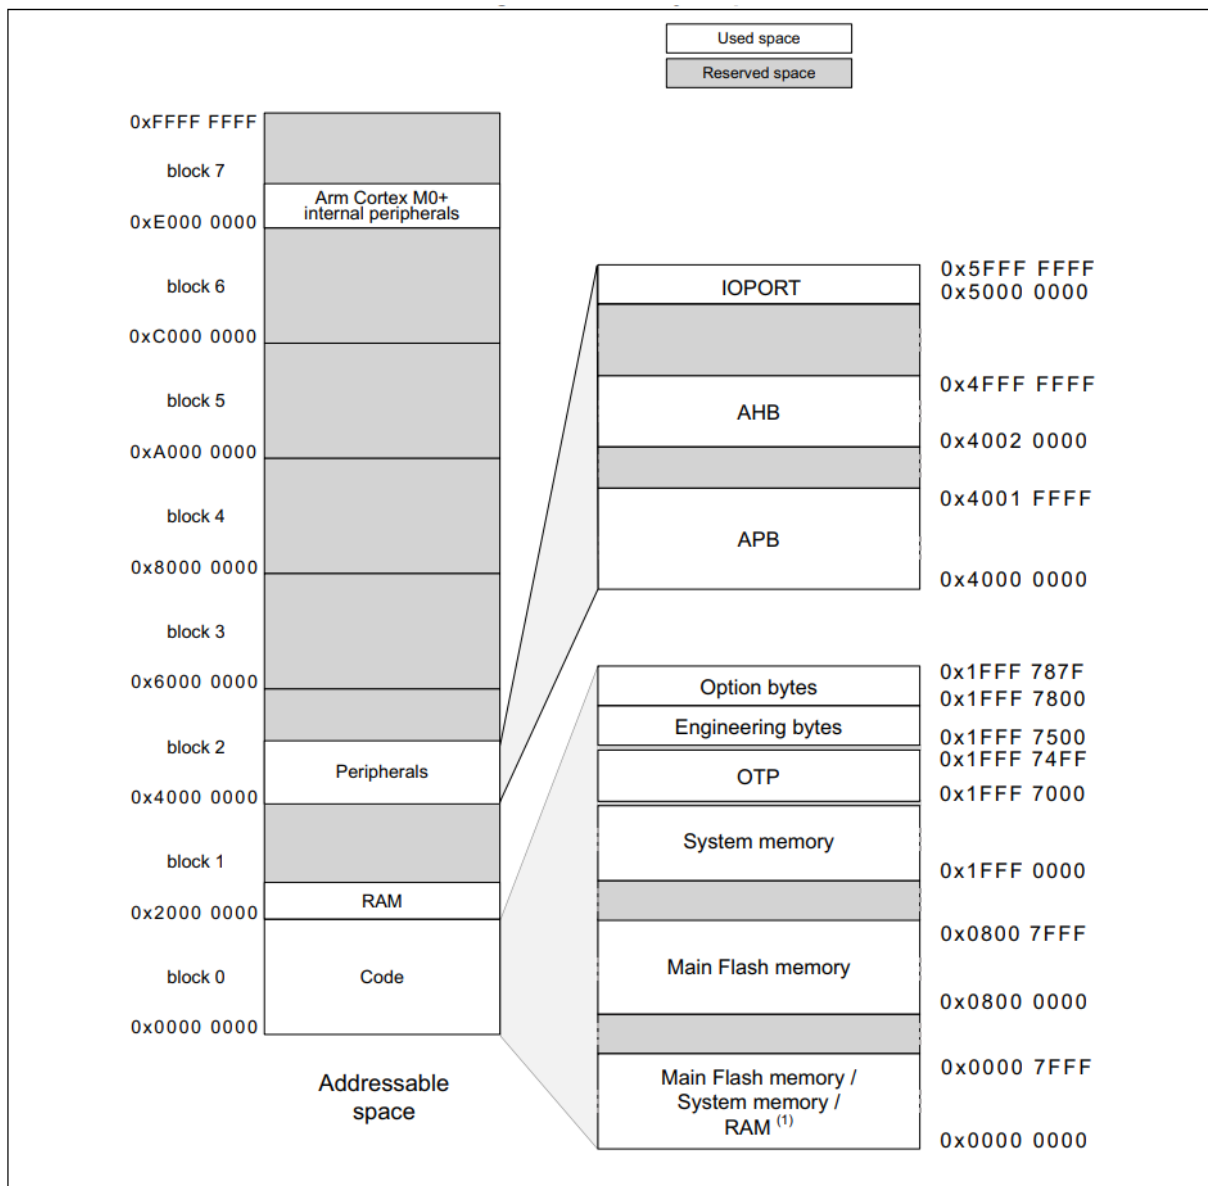 Used space
Reserved space
0xFFFF FFFF
block 7
Arm Cortex M0+
internal peripherals
0xE000 0000
block 6
0xC000 0000
block 5
0xA000 0000
block 4
0x8000 0000
block 3
0x6000 0000
block 2
Peripherals
0x4000 0000
block 1
RAM
0x2000 0000
block 0
Code
0x0000 0000
Addressable
space
0x5FFF FFFF
IOPORT
0x5000 0000
0x4FFF FFFF
AHB
0x4002 0000
0x4001 FFFF
APB
0x4000 0000
0x1FFF 787F
Option bytes
0x1FFF 7800
Engineering bytes
0x1FFF 7500
0x1FFF 74FF
OTP
0x1FFF 7000
System memory
0x1FFF 0000
0x0800 7FFF
Main Flash memory
0x0800 0000
0x0000 7FFF
Main Flash memory /
System memory /
RAM (1)
0x0000 0000